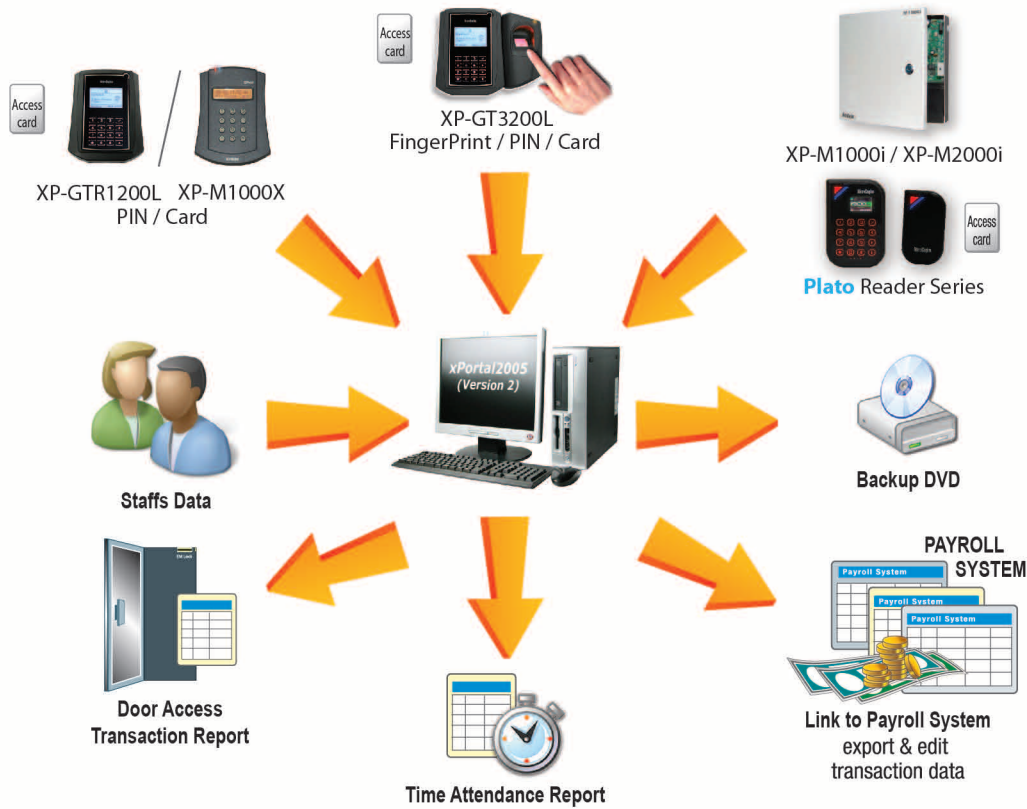 Access
card
XP-GTR1200L
XP-M1000X
PIN / Card
Access
card
XP-GT3200L
FingerPrint / PIN / Card
XP-M1000i / XP-M2000i
Access
card
Plato Reader Series
Staffs Data
xPortal2005
(Version 2)
Backup DVD
EM Lock
Door Access
Transaction Report
Time Attendance Report
PAYROLL
SYSTEM
Payroll System
Payroll System
Payroll System
Link to Payroll System
export & edit
transaction data